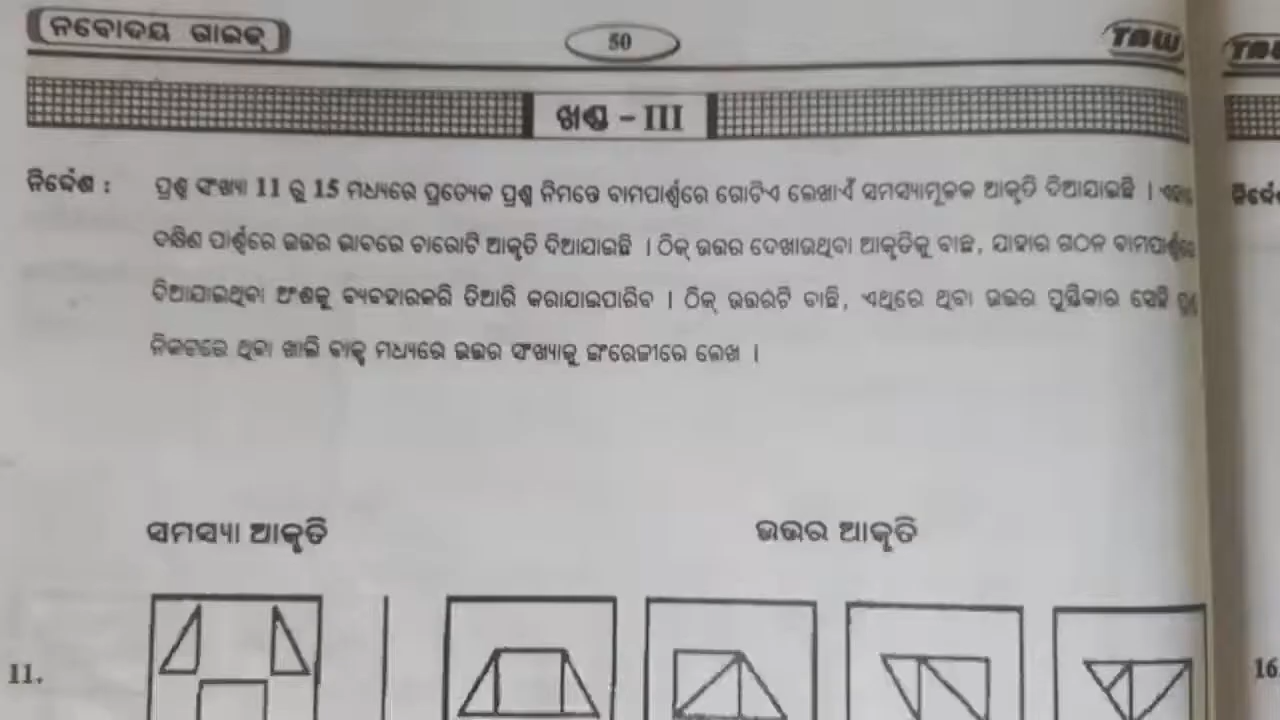 ନବୋଦୟ ଗାଇକ୍
50
TBW
ଖଣ୍ଡ - III
ନିର୍ଦ୍ଦେଶ : ପ୍ରଶ୍ନ ସଂଖ୍ୟା 11 ରୁ 15 ମଧ୍ୟରେ ପ୍ରତ୍ୟେକ ପ୍ରଶ୍ନ ନିମନ୍ତେ ବାମପାର୍ଶ୍ୱରେ ଗୋଟିଏ ଲେଖାଏଁ ସମସ୍ୟାମୂଳକ ଆକୃତି ଦିଆଯାଇଛି ।
ଦକ୍ଷିଣ ପାର୍ଶ୍ୱରେ ଉତ୍ତର ଭାବରେ ଚାରୋଟି ଆକୃତି ଦିଆଯାଇଛି । ଠିକ୍ ଉତ୍ତର ଦେଖାଉଥିବା ଆକୃତିକୁ ବାଛ, ଯାହାର ଗଠନ ବାମପାର୍ଶ୍ୱରେ
ଦିଆଯାଇଥିବା ଅଂଶକୁ ବ୍ୟବହାରକରି ତିଆରି କରାଯାଇପାରିବ । ଠିକ୍ ଉତ୍ତରଟି ବାଛି, ଏଥିରେ ଥିବା ଉତ୍ତର ପୁସ୍ତିକାର ସେହି
ନିକଟରେ ଥିବା ଖାଲି ବାକ୍ସ ମଧ୍ୟରେ ଉତ୍ତର ସଂଖ୍ୟାକୁ ଇଂରେଜୀରେ ଲେଖ ।
ସମସ୍ୟା ଆକୃତି
ଉତ୍ତର ଆକୃତି
11.
16